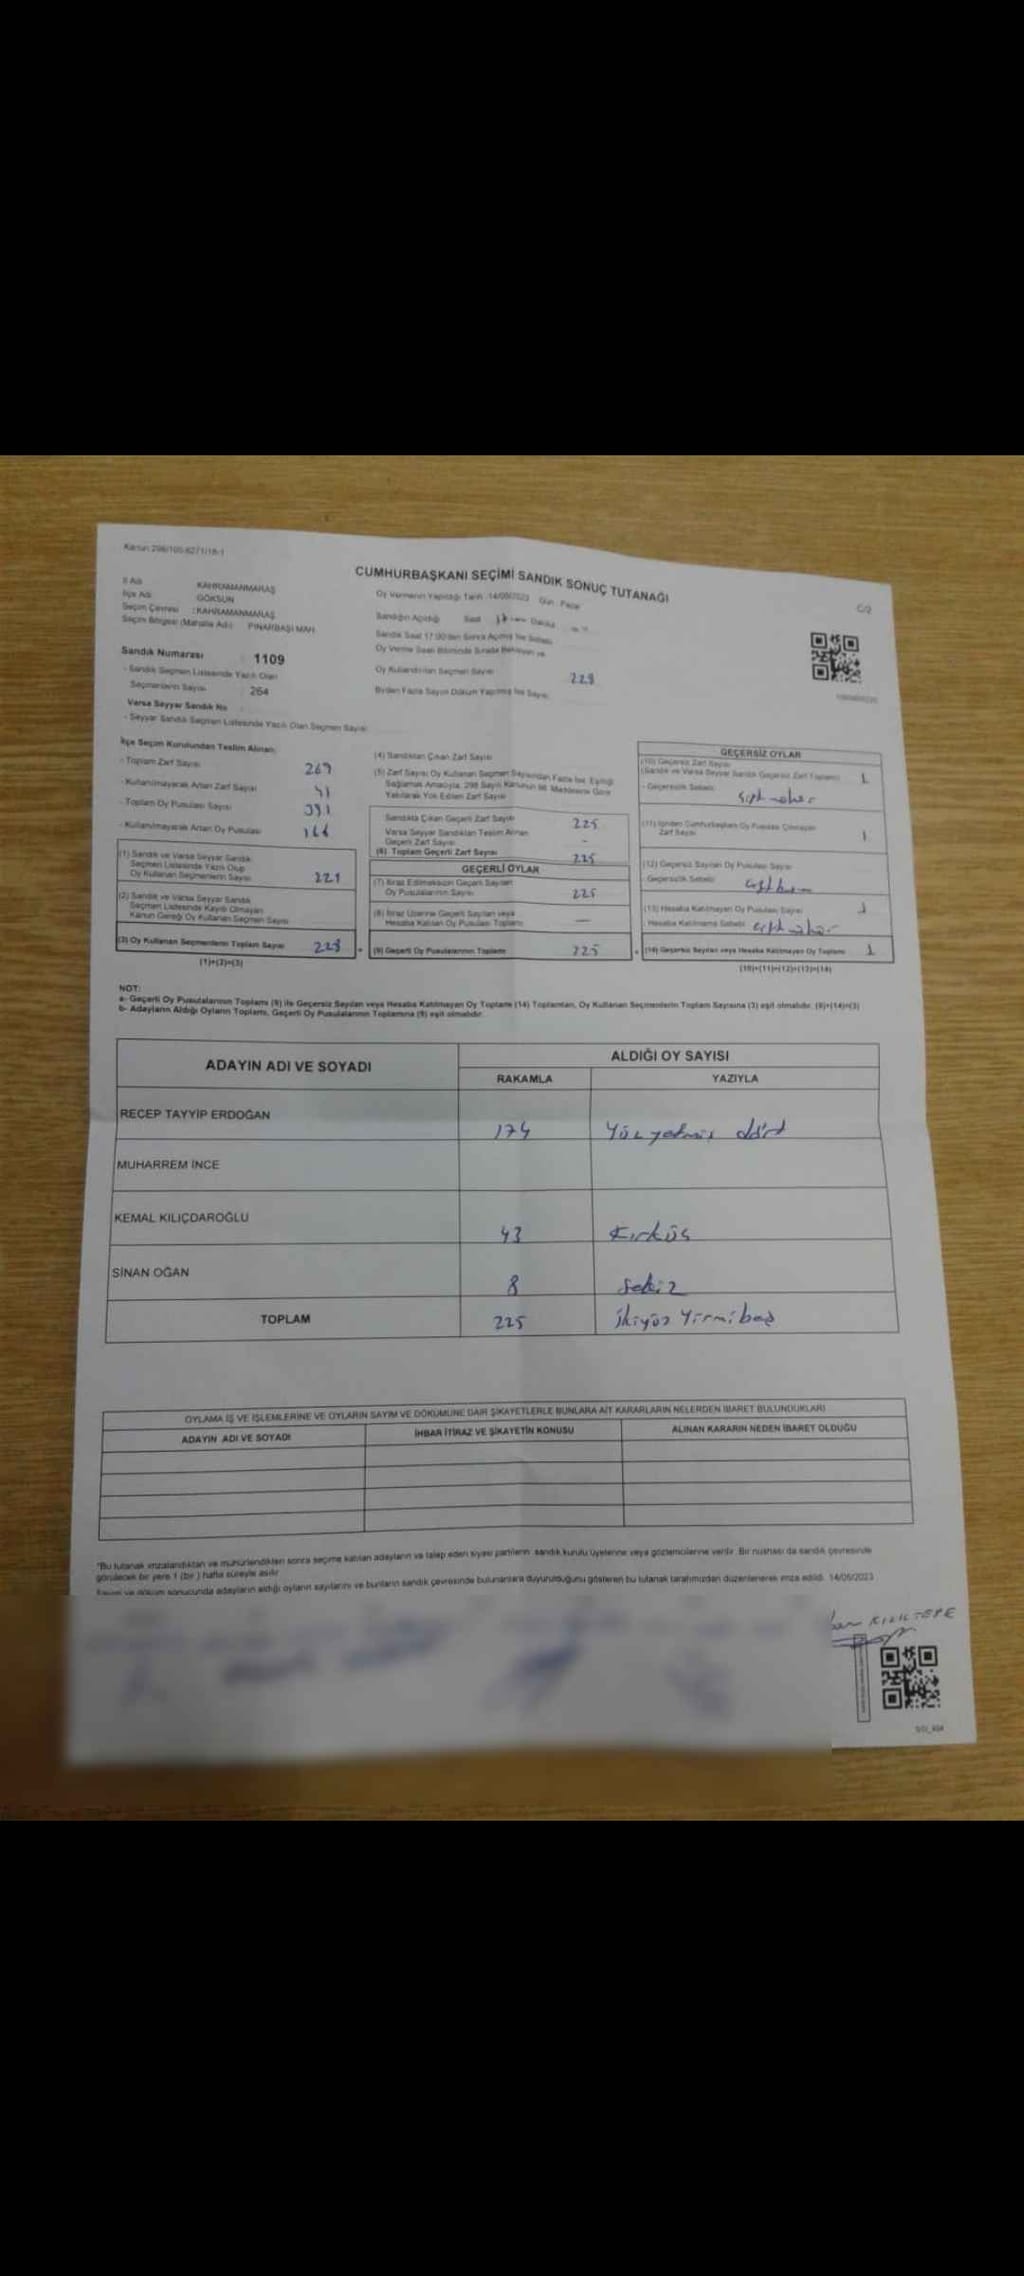 Kanun:298/105-6271/18-1
CUMHURBAŞKANI SEÇİMİ SANDIK SONUÇ TUTANAĞI
C/2
İl Adı KAHRAMANMARAŞ
İlçe Adı GÖKSUN
Seçim Çevresi : KAHRAMANMARAŞ
Seçim Bölgesi (Mahalle Adı) PINARBAŞI MAH.
Oy Vermenin Yapıldığı Tarih :14/05/2023 Gün : Pazar
Sandığın Açıldığı Saat
Sandık Saat 17:00'den Sonra Açılmış İse Sebebi
Oy Verme Saati Bitiminde Sırada Bekleyen ve
Oy Kullandırılan Seçmen Sayısı 228
Birden Fazla Sayım Döküm Yapılmış İse Sayısı
Sandık Numarası 1109
- Sandık Seçmen Listesinde Yazılı Olan
Seçmenlerin Sayısı 264
Varsa Seyyar Sandık No
- Seyyar Sandık Seçmen Listesinde Yazılı Olan Seçmen Sayısı
İlçe Seçim Kurulundan Teslim Alınan;
- Toplam Zarf Sayısı 269
- Kullanılmayarak Artan Zarf Sayısı 41
- Toplam Oy Pusulası Sayısı 391
- Kullanılmayarak Artan Oy Pusulası 166
(1) Sandık ve Varsa Seyyar Sandık
Seçmen Listesinde Yazılı Olup
Oy Kullanan Seçmenlerin Sayısı
(2) Sandık ve Varsa Seyyar Sandık
Seçmen Listesinde Kayıtlı Olmayan
Kanun Gereği Oy Kullanan Seçmen Sayısı
(3) Oy Kullanan Seçmenlerin Toplam Sayısı 228
(1)+(2)=(3)
(4) Sandıktan Çıkan Zarf Sayısı
(5) Zarf Sayısı Oy Kullanan Seçmen Sayısından Fazla İse, Eşitliği
Sağlamak Amacıyla, 298 Sayılı Kanunun 98. Maddesine Göre
Yakılarak Yok Edilen Zarf Sayısı
Sandıkta Çıkan Geçerli Zarf Sayısı 225
Varsa Seyyar Sandıktan Teslim Alınan
Geçerli Zarf Sayısı -
(6) Toplam Geçerli Zarf Sayısı 225
GEÇERLİ OYLAR
(7) İtiraz Edilmeksizin Geçerli Sayılan
Oy Pusulalarının Sayısı 225
(8) İtiraz Üzerine Geçerli Sayılan veya
Hesaba Katılan Oy Pusulası Toplamı —
(9) Geçerli Oy Pusulalarının Toplamı 225
GEÇERSİZ OYLAR
(10) Geçersiz Zarf Sayısı
(Sandık ve Varsa Seyyar Sandık Geçersiz Zarf Toplamı) 1
- Geçersizlik Sebebi:
(11) İçinden Cumhurbaşkanı Oy Pusulası Çıkmayan
Zarf Sayısı 1
(12) Geçersiz Sayılan Oy Pusulası Sayısı
- Geçersizlik Sebebi:
(13) Hesaba Katılmayan Oy Pusulası Sayısı
- Hesaba Katılmama Sebebi:
(14) Geçersiz Sayılan veya Hesaba Katılmayan Oy Toplamı
(10)+(11)+(12)+(13)=(14)
NOT:
a- Geçerli Oy Pusulalarının Toplamı (9) ile Geçersiz Sayılan veya Hesaba Katılmayan Oy Toplamı (14) Toplamları, Oy Kullanan Seçmenlerin Toplam Sayısına (3) eşit olmalıdır. (9)+(14)=(3)
b- Adayların Aldığı Oyların Toplamı, Geçerli Oy Pusulalarının Toplamına (9) eşit olmalıdır.
ADAYIN ADI VE SOYADI
ALDIĞI OY SAYISI
RAKAMLA YAZIYLA
RECEP TAYYİP ERDOĞAN 174 Yüz yetmiş dört
MUHARREM İNCE
KEMAL KILIÇDAROĞLU 43 Kırküç
SİNAN OĞAN 8 Sekiz
TOPLAM 225 İkiyüz Yirmibeş
OYLAMA İŞ VE İŞLEMLERİNE VE OYLARIN SAYIM VE DÖKÜMÜNE DAİR ŞİKAYETLERLE BUNLARA AİT KARARLARIN NELERDEN İBARET BULUNDUKLARI
ADAYIN ADI VE SOYADI İHBAR İTİRAZ VE ŞİKAYETİN KONUSU ALINAN KARARIN NEDEN İBARET OLDUĞU
*Bu tutanak imzalandıktan ve mühürlendikten sonra seçime katılan adayların ve talep eden siyasi partilerin sandık kurulu üyelerine veya gözlemcilerine verilir. Bir nüshası da sandık çevresinde
görülecek bir yere 1 (bir ) hafta süreyle asılır.
Sayım ve döküm sonucunda adayların aldığı oyların sayılarını ve bunların sandık çevresinde bulunanlara duyurulduğunu gösteren bu tutanak tarafımızdan düzenlenerek imza edildi. 14/05/2023
KIZILTEPE